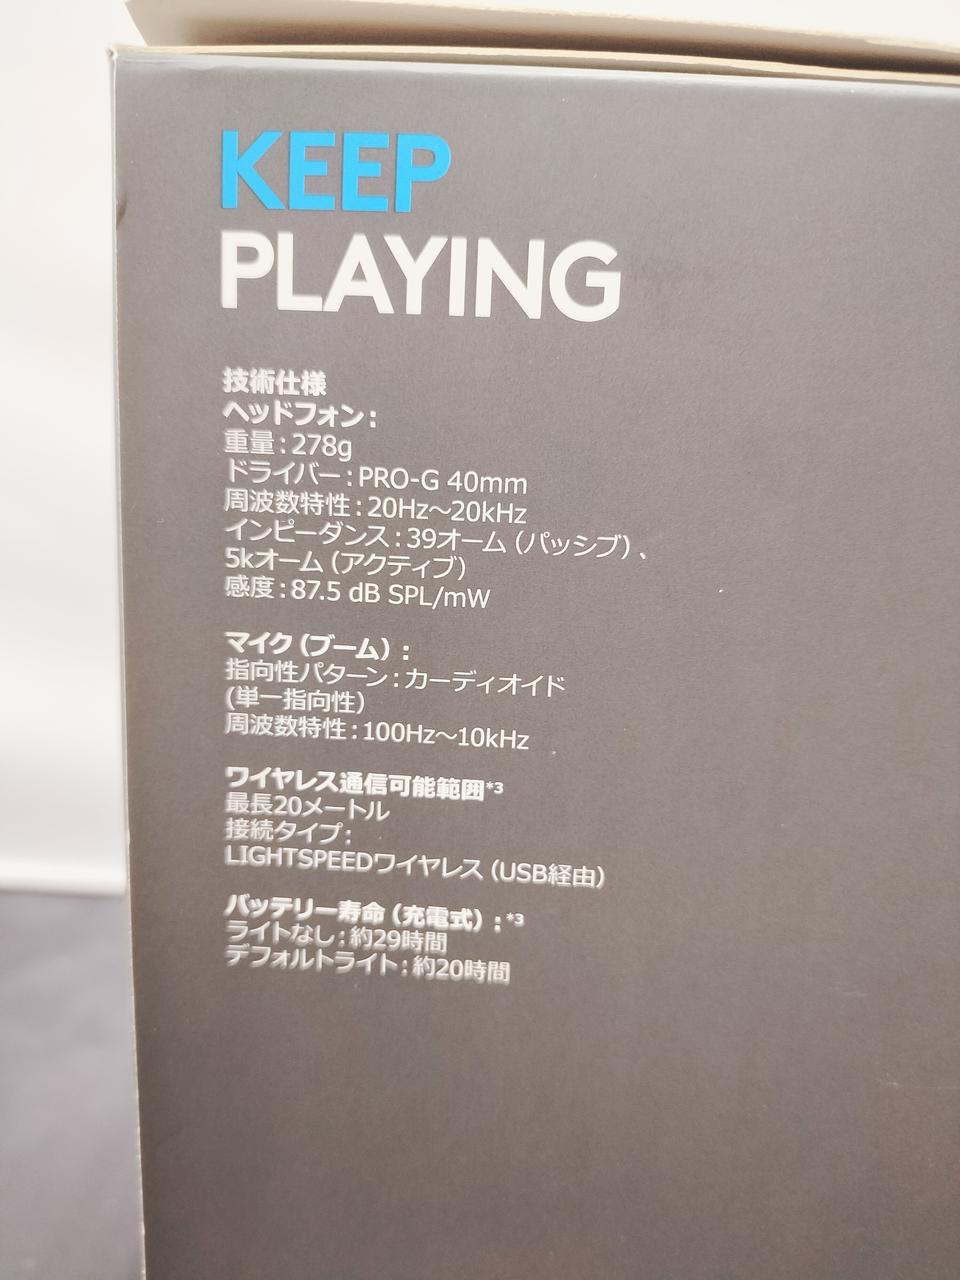 KEEP
PLAYING
技術仕様
ヘッドフォン:
重量:278g
ドライバー:PRO-G 40mm
周波数特性:20Hz～20kHz
インピーダンス:39オーム（パッシブ）、
5kオーム（アクティブ）
感度:87.5 dB SPL/mW
マイク（ブーム）:
指向性パターン:カーディオイド
(単一指向性)
周波数特性:100Hz～10kHz
ワイヤレス通信可能範囲*3
最長20メートル
接続タイプ:
LIGHTSPEEDワイヤレス（USB経由）
バッテリー寿命（充電式）:*3
ライトなし:約29時間
デフォルトライト:約20時間